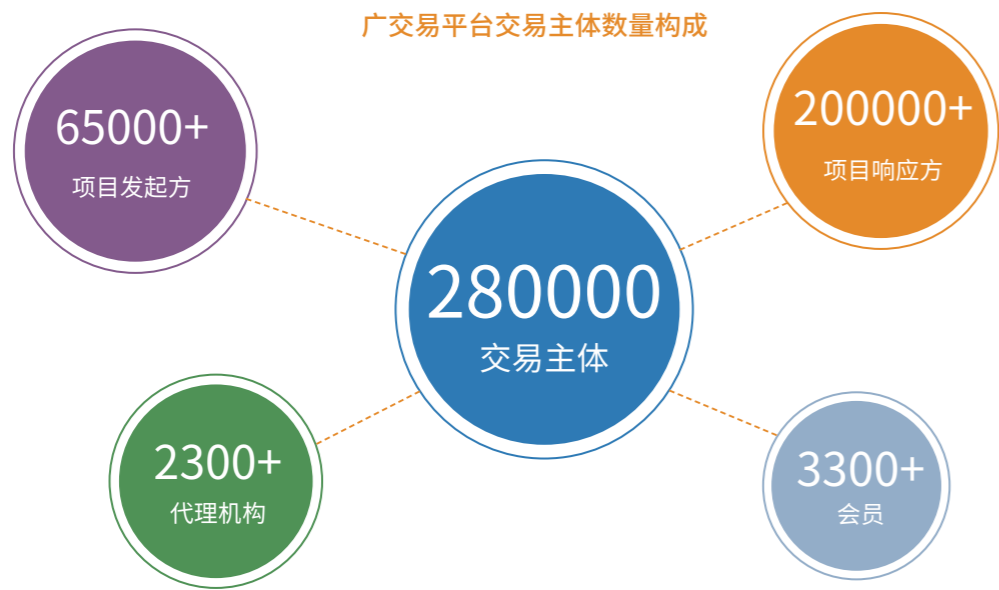 广交易平台交易主体数量构成
65000+
项目发起方
200000+
项目响应方
280000
交易主体
2300+
代理机构
3300+
会员